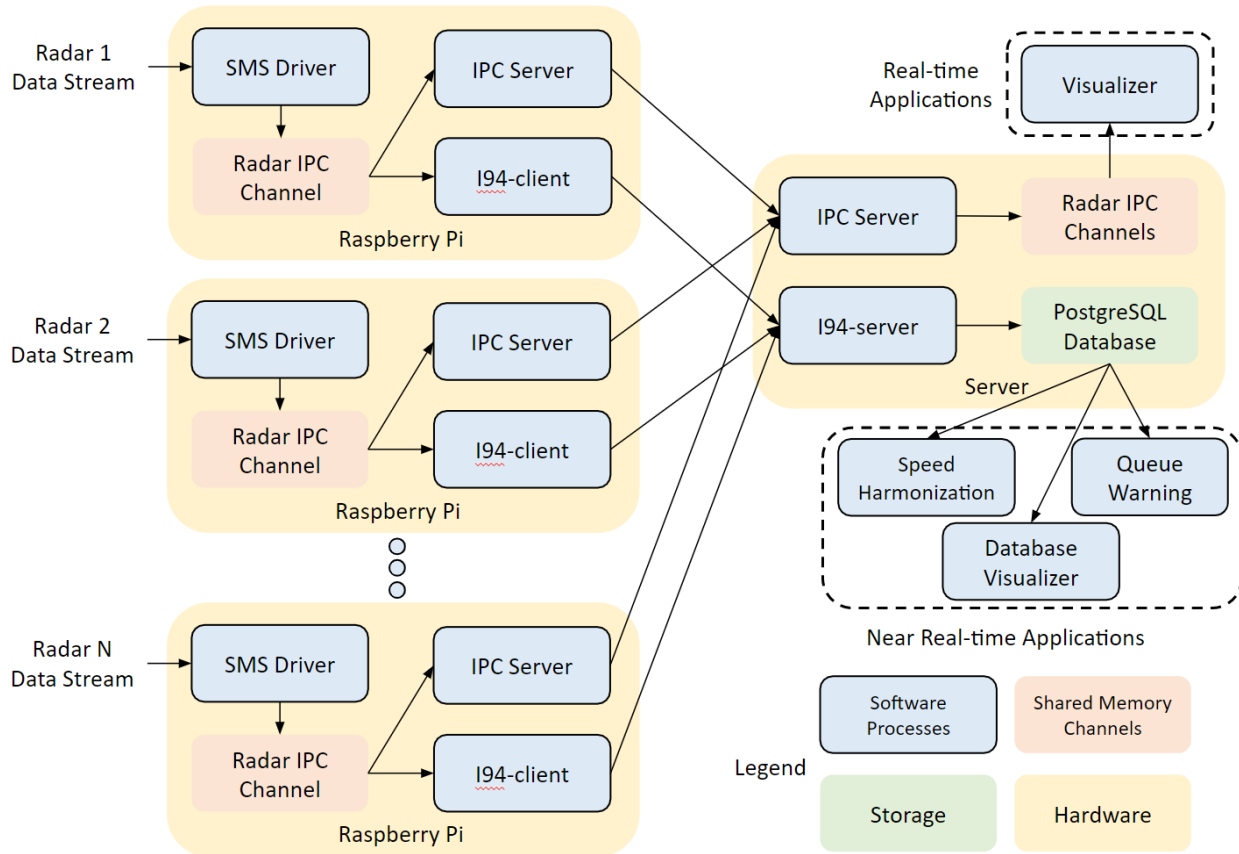 Radar 1
Data Stream
SMS Driver
IPC Server
Radar IPC
Channel
I94-client
Raspberry Pi
Radar 2
Data Stream
SMS Driver
IPC Server
Radar IPC
Channel
I94-client
Raspberry Pi
Radar N
Data Stream
SMS Driver
IPC Server
Radar IPC
Channel
I94-client
Raspberry Pi
Real-time
Applications
Visualizer
IPC Server
Radar IPC
Channels
I94-server
PostgreSQL
Database
Server
Speed
Harmonization
Queue
Warning
Database
Visualizer
Near Real-time Applications
Legend
Software
Processes
Shared Memory
Channels
Storage
Hardware